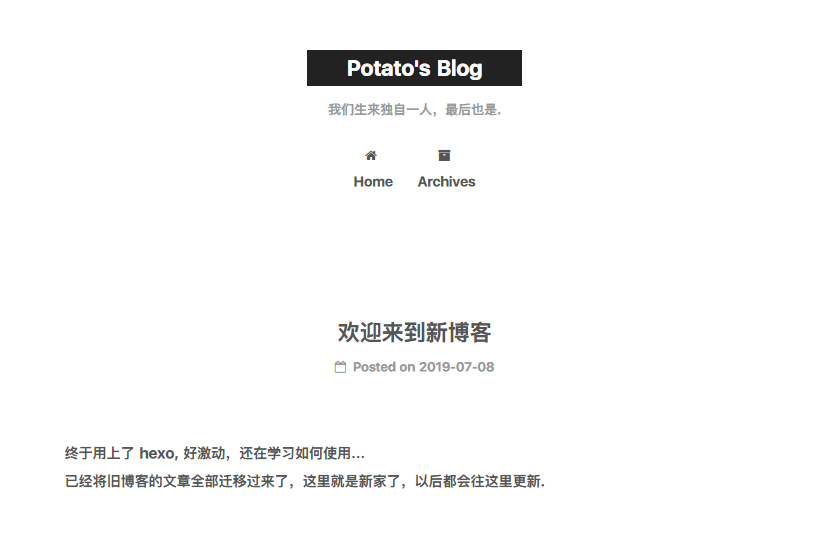 Potato's Blog
我们生来独自一人，最后也是.
Home
Archives
欢迎来到新博客
Posted on 2019-07-08
终于用上了 hexo, 好激动，还在学习如何使用...
已经将旧博客的文章全部迁移过来了，这里就是新家了，以后都会往这里更新.